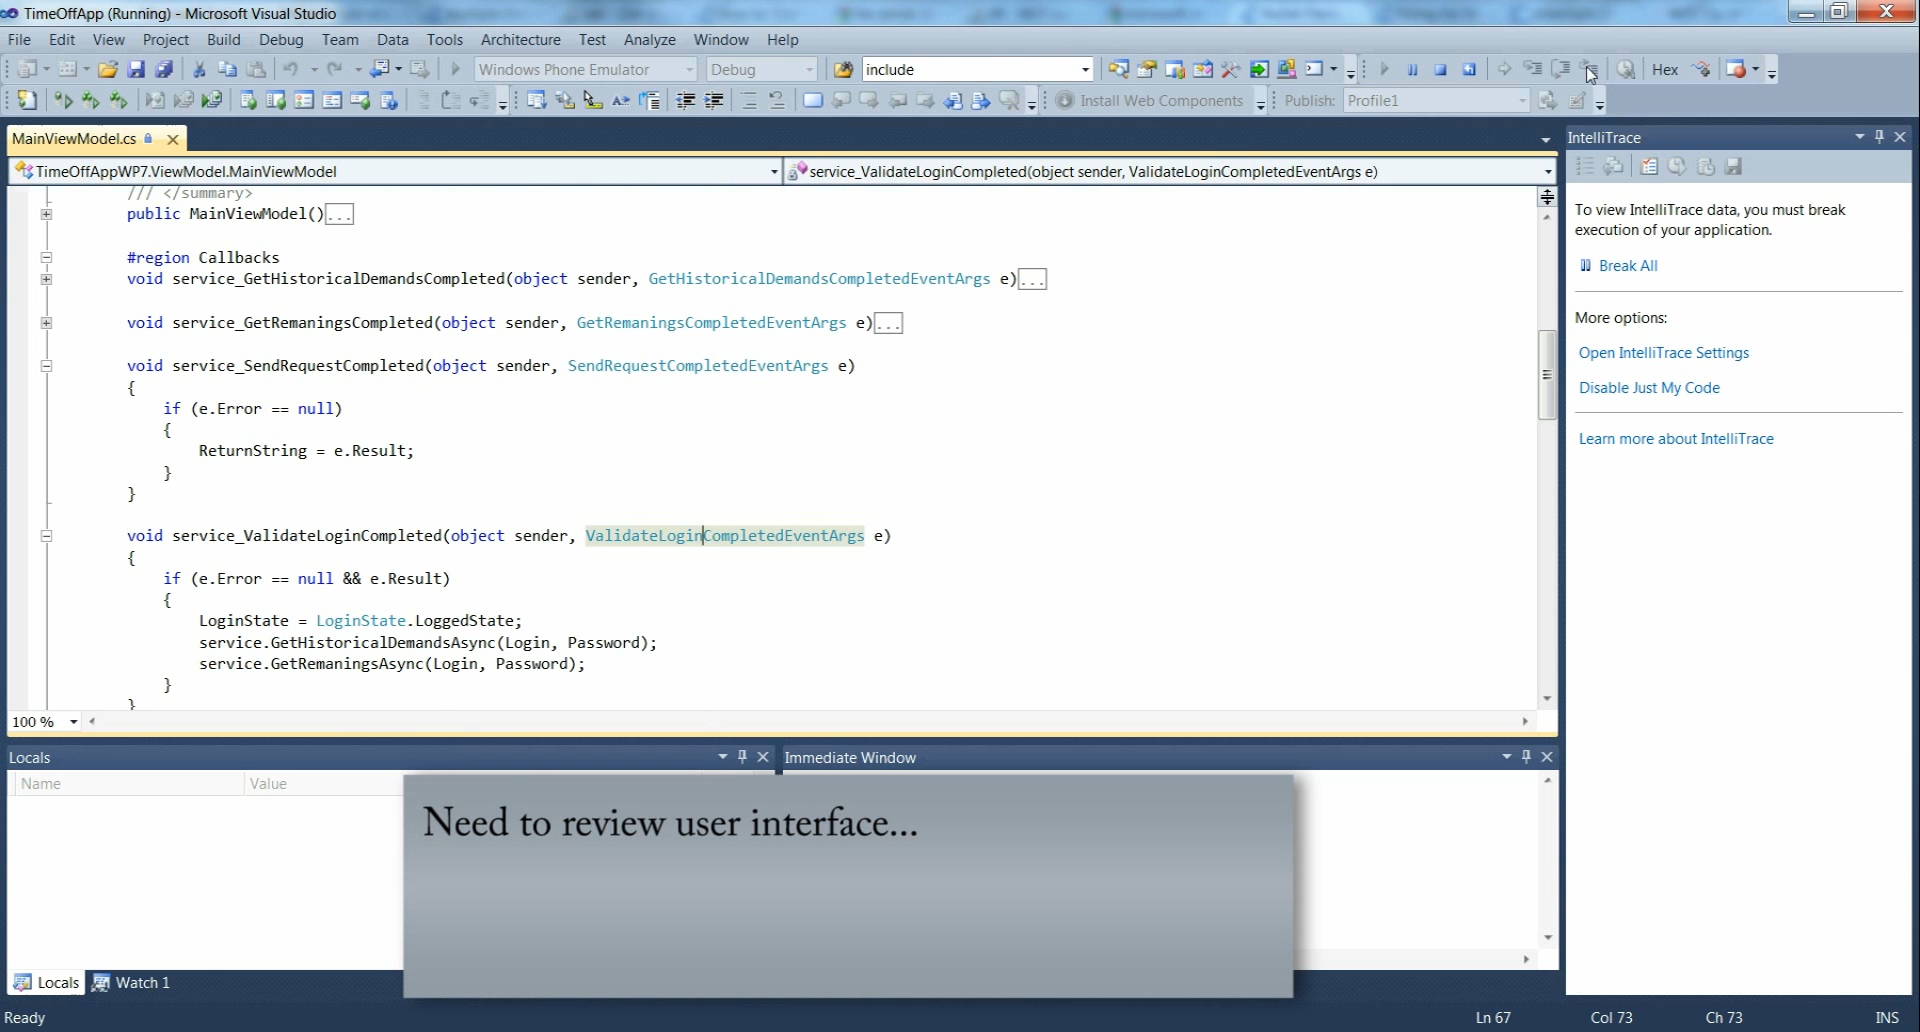 TimeOffApp (Running) - Microsoft Visual Studio
File Edit View Project Build Debug Team Data Tools Architecture Test Analyze Window Help
Windows Phone Emulator Debug include Hex
Install Web Components Publish: Profile1
MainViewModel.cs
TimeOffAppWP7.ViewModel.MainViewModel service_ValidateLoginCompleted(object sender, ValidateLoginCompletedEventArgs e)
/// </summary>
public MainViewModel()...
#region Callbacks
void service_GetHistoricalDemandsCompleted(object sender, GetHistoricalDemandsCompletedEventArgs e)...
void service_GetRemaningsCompleted(object sender, GetRemaningsCompletedEventArgs e)...
void service_SendRequestCompleted(object sender, SendRequestCompletedEventArgs e)
{
if (e.Error == null)
{
ReturnString = e.Result;
}
}
void service_ValidateLoginCompleted(object sender, ValidateLoginCompletedEventArgs e)
{
if (e.Error == null && e.Result)
{
LoginState = LoginState.LoggedState;
service.GetHistoricalDemandsAsync(Login, Password);
service.GetRemaningsAsync(Login, Password);
}
}
100 %
IntelliTrace
To view IntelliTrace data, you must break
execution of your application.
Break All
More options:
Open IntelliTrace Settings
Disable Just My Code
Learn more about IntelliTrace
Locals
Name Value
Immediate Window
Need to review user interface...
Locals Watch 1
Ready Ln 67 Col 73 Ch 73 INS